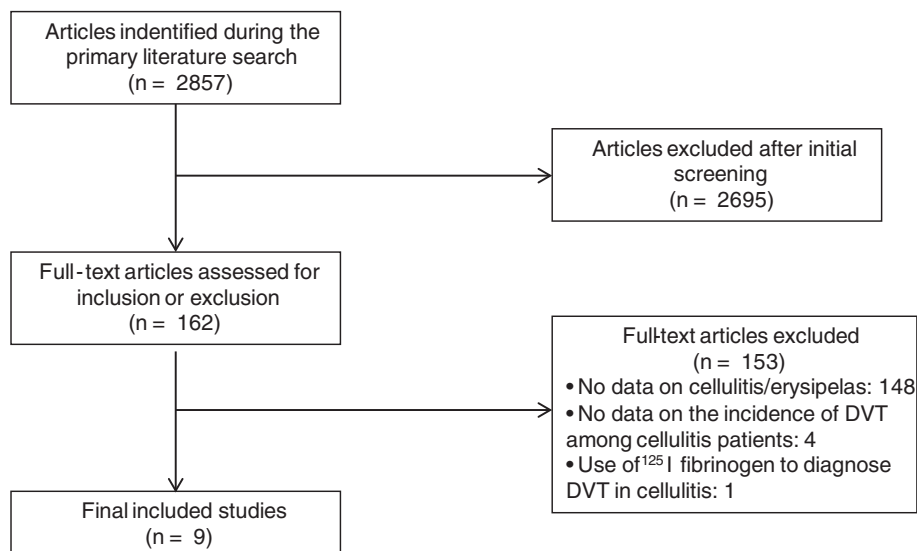 Articles indentified during the
primary literature search
(n = 2857)
Articles excluded after initial
screening
(n = 2695)
Full-text articles assessed for
inclusion or exclusion
(n = 162)
Full-text articles excluded
(n = 153)
• No data on cellulitis/erysipelas: 148
• No data on the incidence of DVT
among cellulitis patients: 4
• Use of ¹²⁵I fibrinogen to diagnose
DVT in cellulitis: 1
Final included studies
(n = 9)